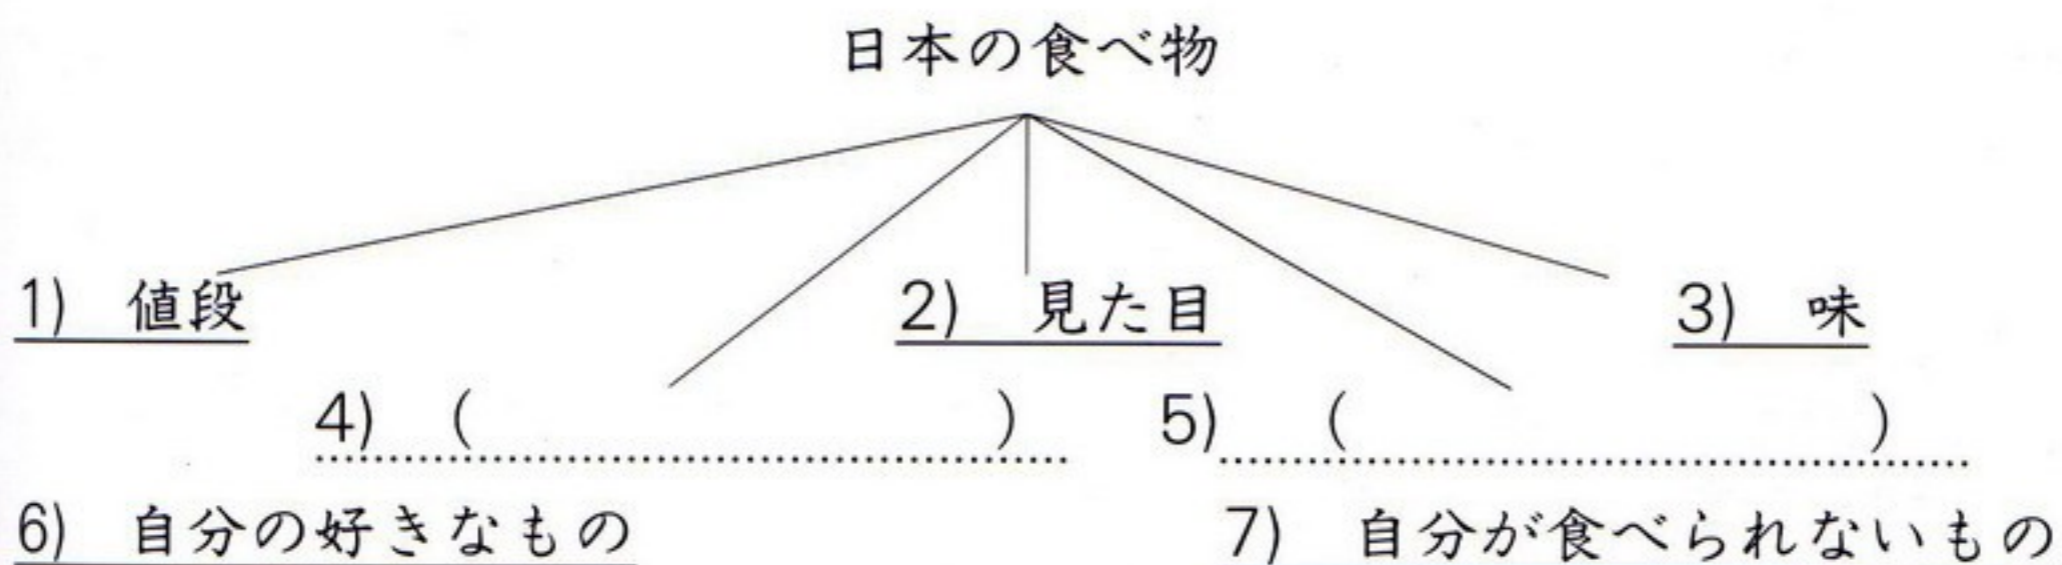 日本の食べ物
1) 値段 2) 見た目 3) 味
4) ( ) 5) ( )
6) 自分の好きなもの 7) 自分が食べられないもの